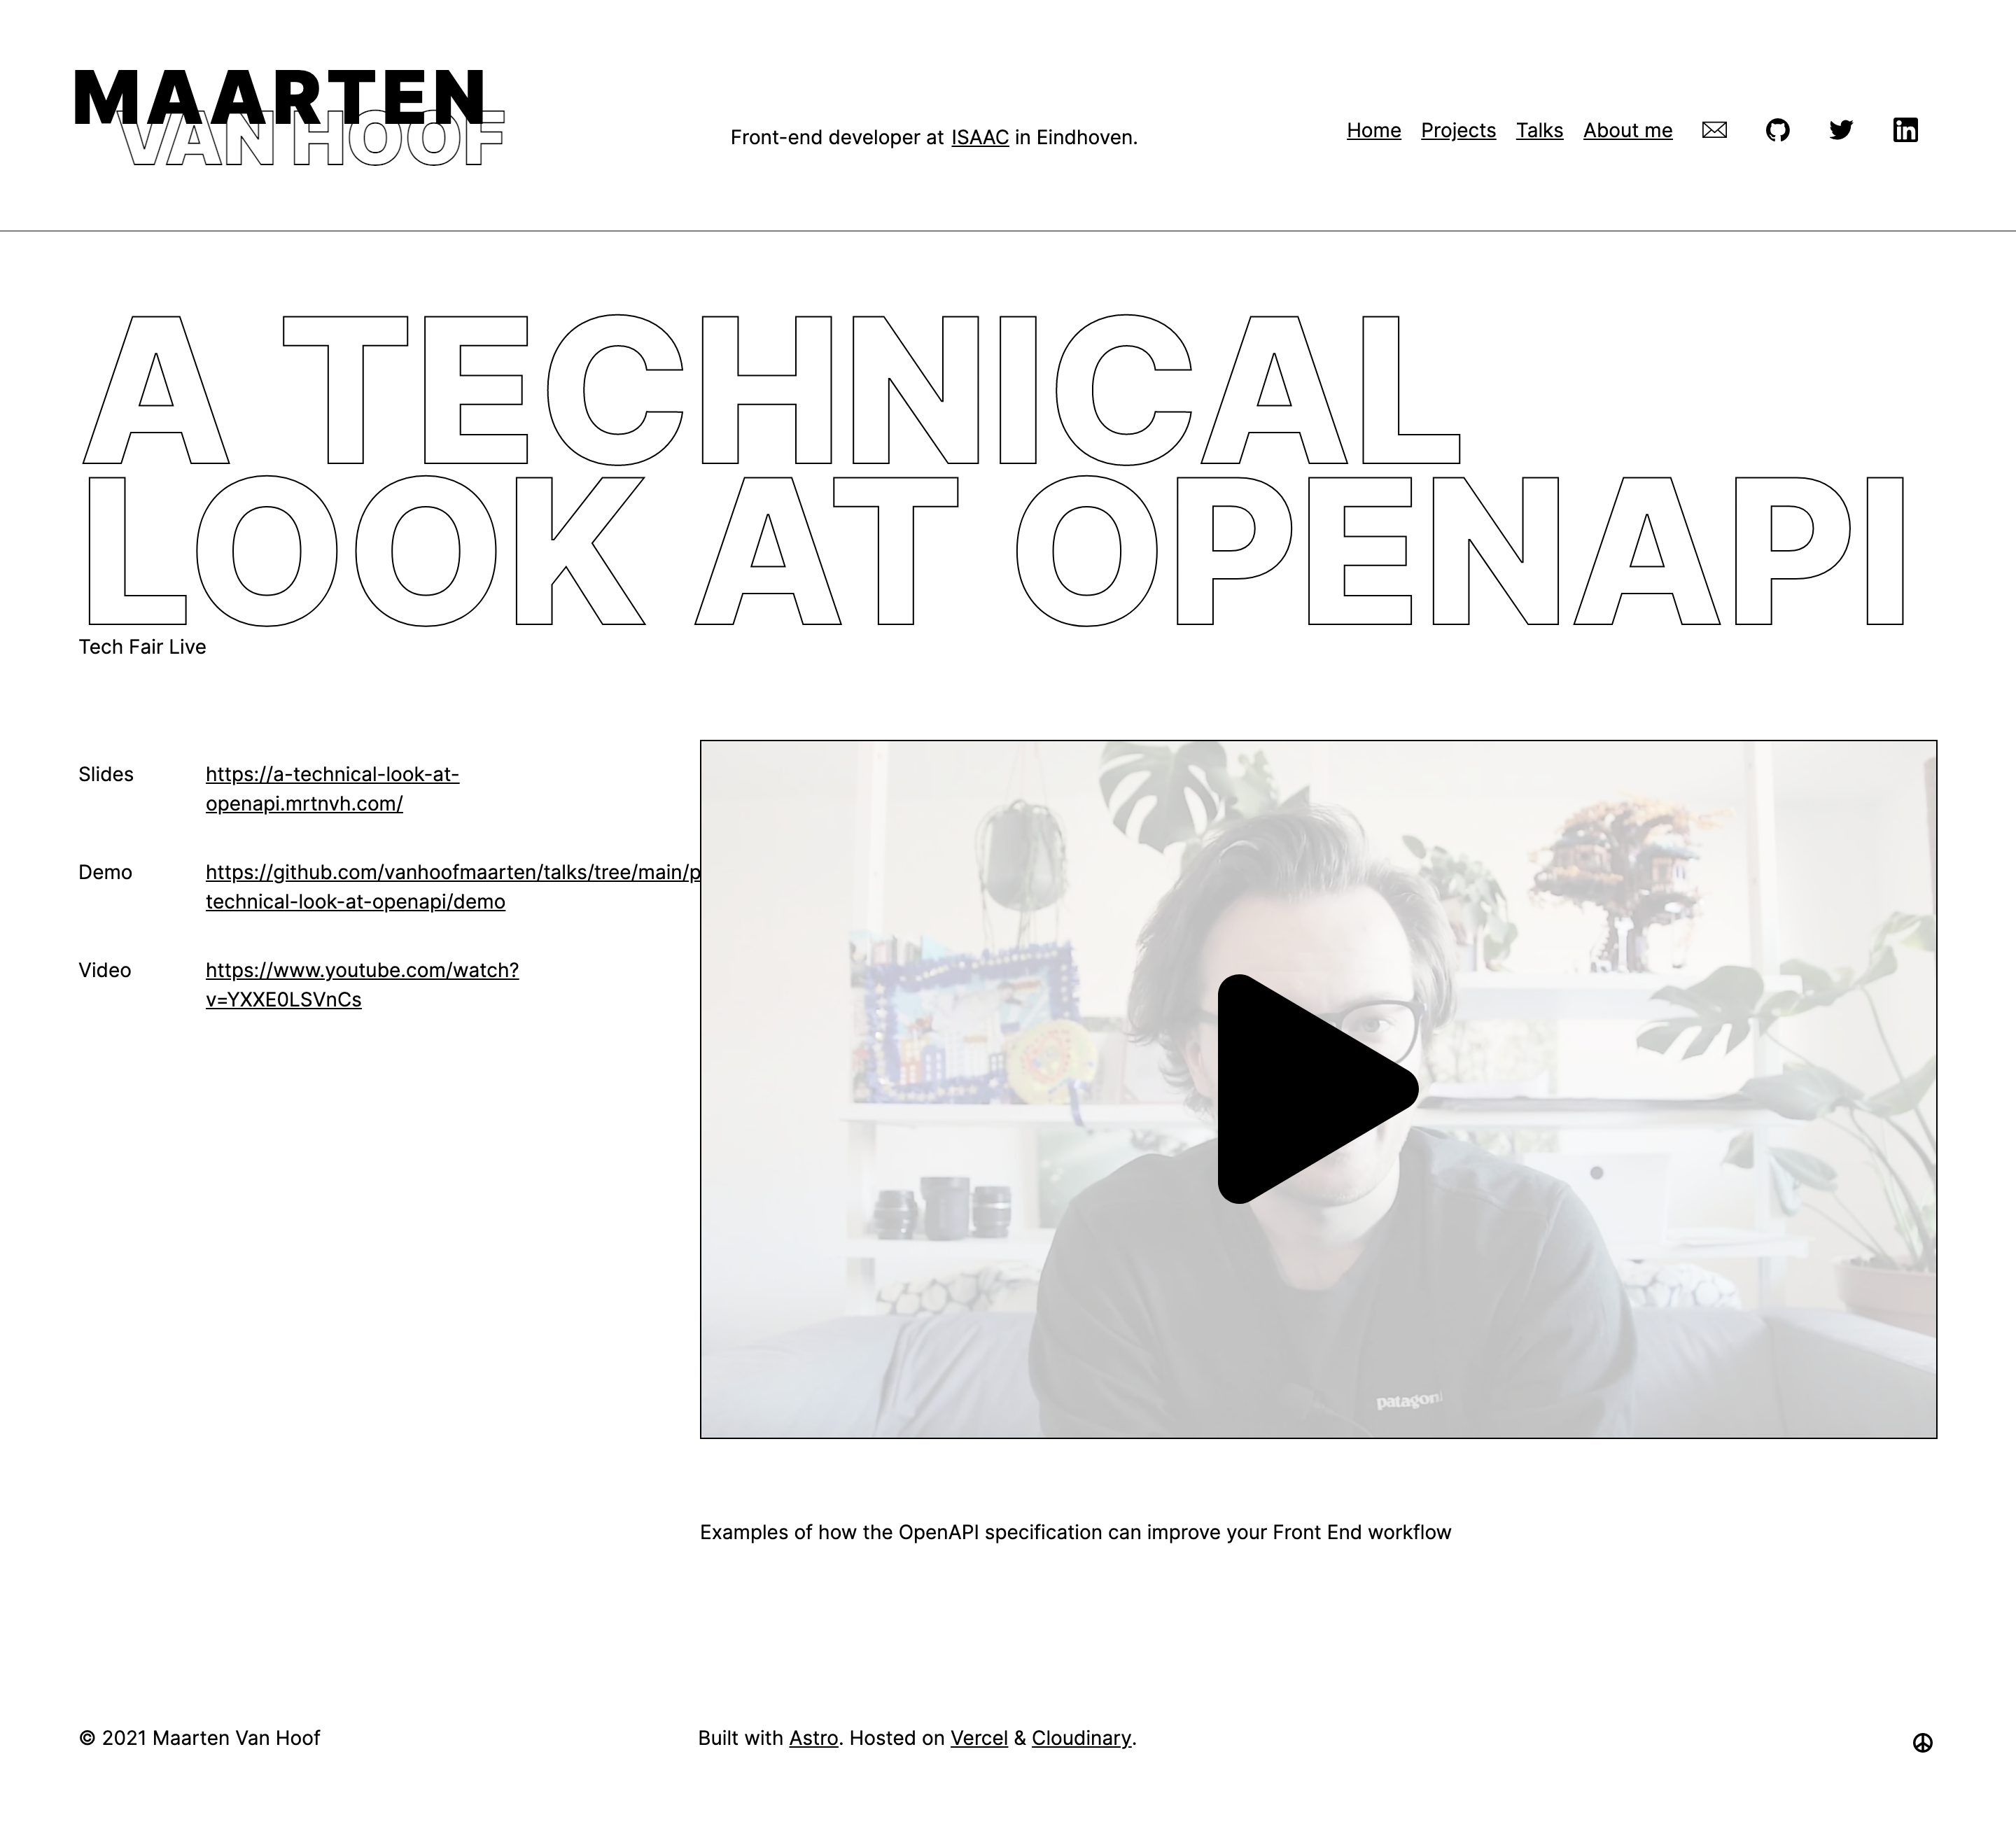 MAARTEN
VAN HOOF
Front-end developer at ISAAC in Eindhoven.
Home Projects Talks About me
A TECHNICAL
LOOK AT OPENAPI
Tech Fair Live
Slides
https://a-technical-look-at-
openapi.mrtnvh.com/
Demo
https://github.com/vanhoofmaarten/talks/tree/main/p
technical-look-at-openapi/demo
Video
https://www.youtube.com/watch?
v=YXXE0LSVnCs
patagoni
Examples of how the OpenAPI specification can improve your Front End workflow
© 2021 Maarten Van Hoof
Built with Astro. Hosted on Vercel & Cloudinary.